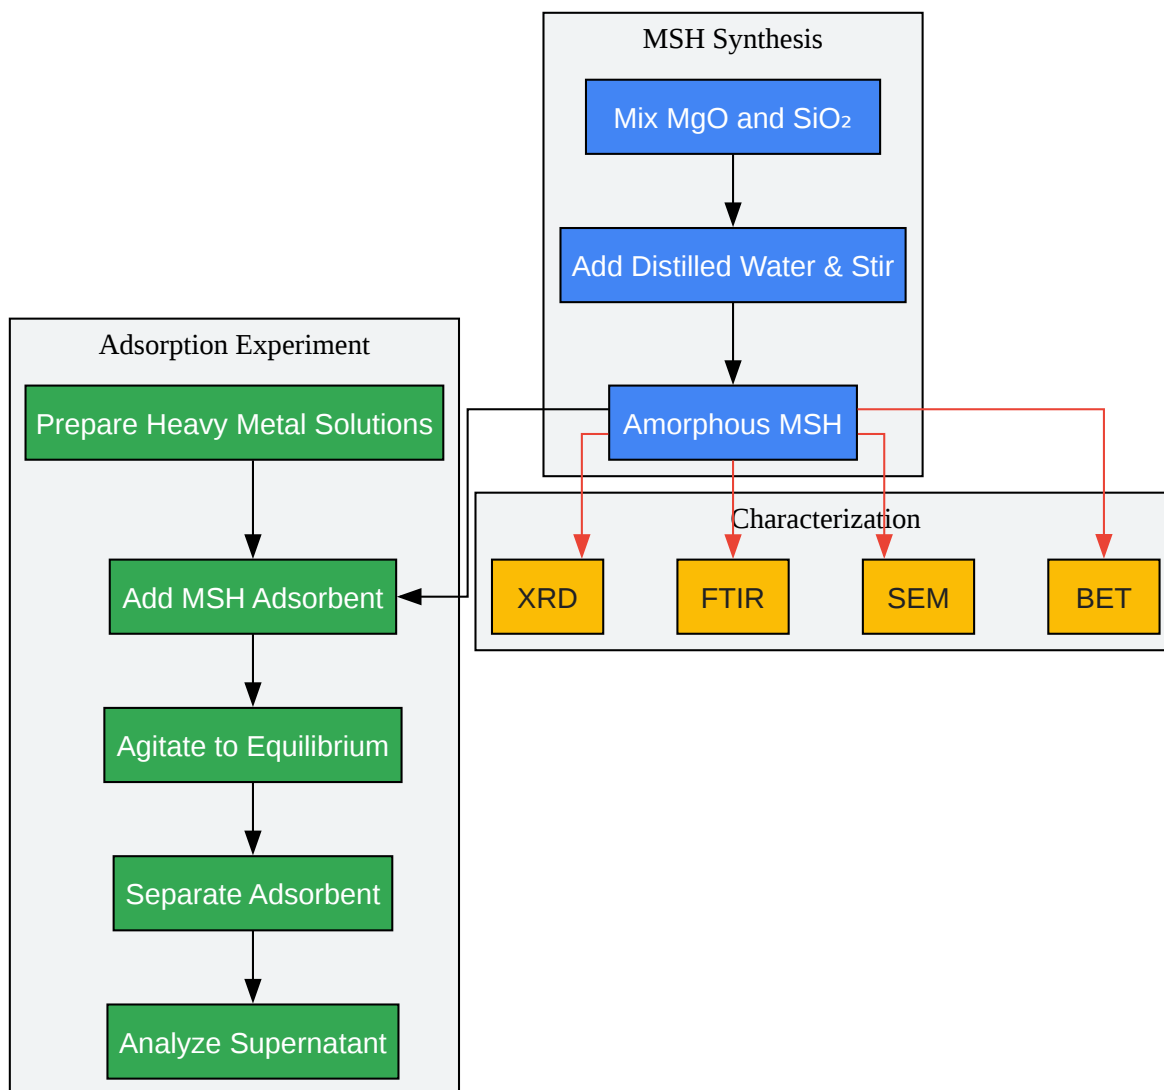 MSH Synthesis
Mix MgO and SiO₂
Add Distilled Water & Stir
Amorphous MSH
Adsorption Experiment
Prepare Heavy Metal Solutions
Add MSH Adsorbent
Agitate to Equilibrium
Separate Adsorbent
Analyze Supernatant
Characterization
XRD
FTIR
SEM
BET